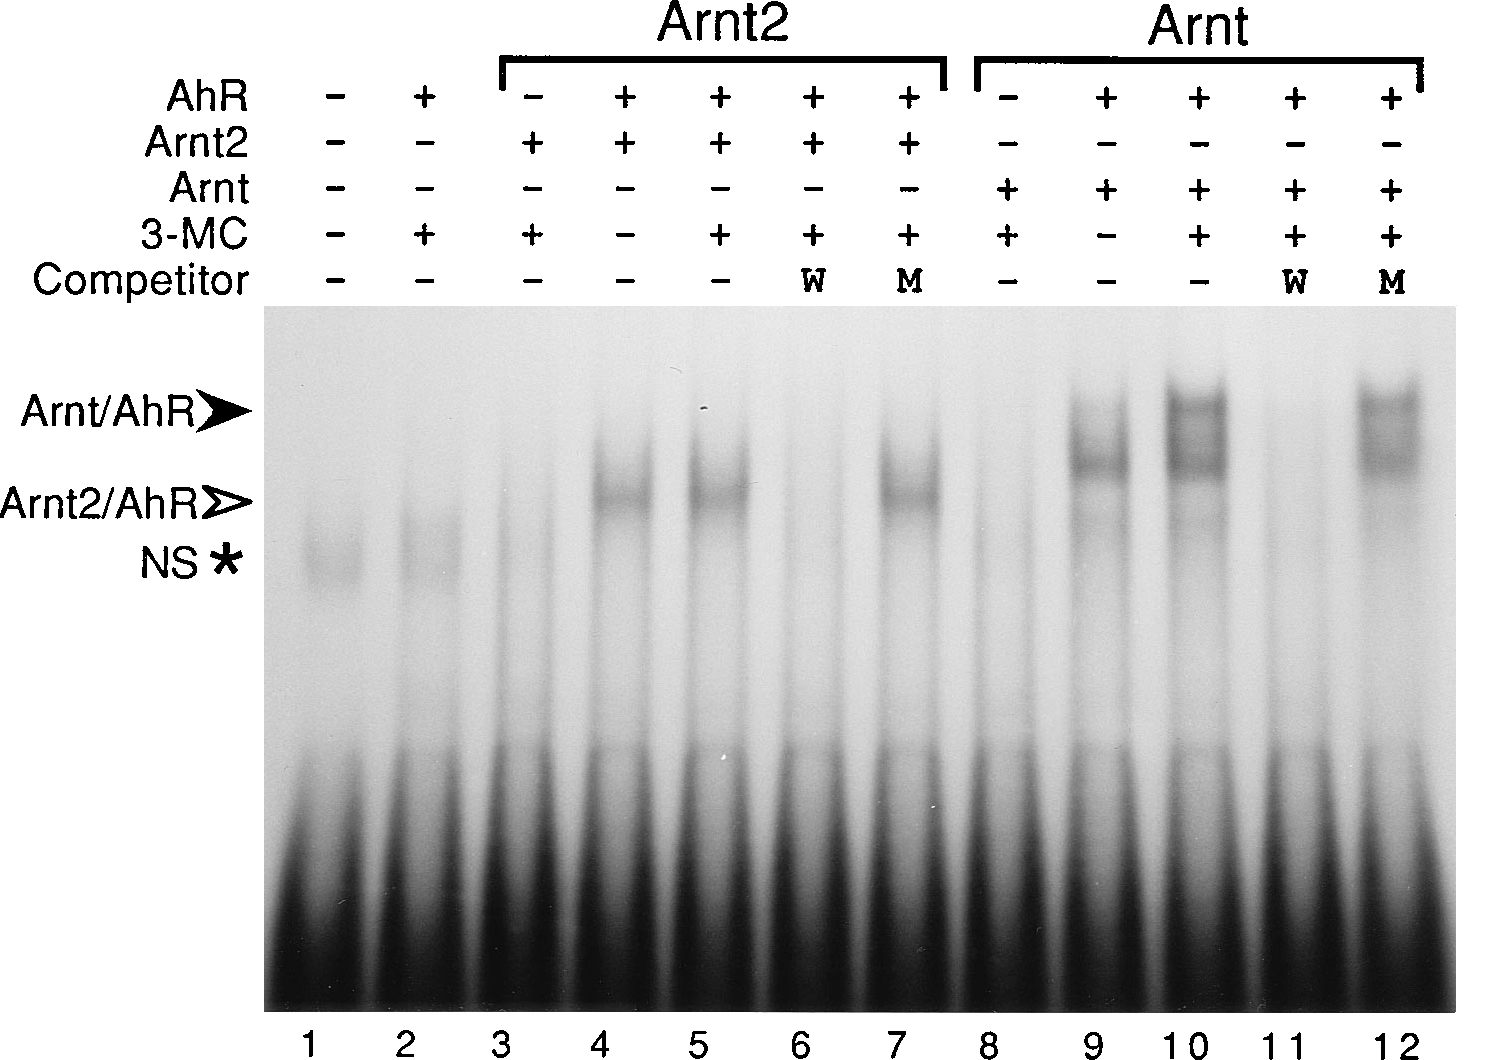 Arnt2 Arnt
AhR - + - + + + + - + + + +
Arnt2 - - + + + + + - - - - -
Arnt - - - - - - - + + + + +
3-MC - + + - + + + + - + + +
Competitor - - - - - W M - - - W M
Arnt/AhR
Arnt2/AhR
NS *
1 2 3 4 5 6 7 8 9 10 11 12